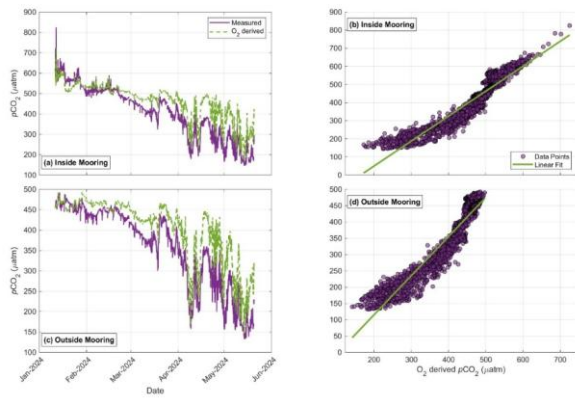 Measured
O₂ derived
900
800
700
600
500
400
300
200
100
pCO₂ (μatm)
(a) Inside Mooring
500
450
400
350
300
250
200
150
100
pCO₂ (μatm)
(c) Outside Mooring
Jan-2024
Feb-2024
Mar-2024
Apr-2024
May-2024
Jun-2024
Date
(b) Inside Mooring
900
800
700
600
500
400
300
200
100
0
Data Points
Linear Fit
(d) Outside Mooring
500
450
400
350
300
250
200
150
100
50
0
200
300
400
500
600
700
O₂ derived pCO₂ (μatm)